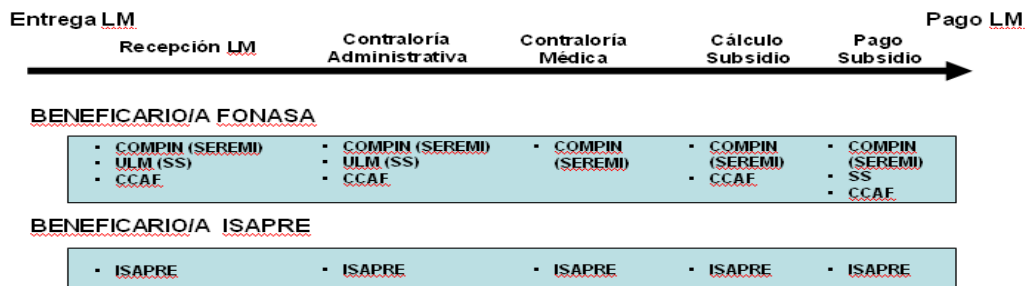 Entrega LM
Pago LM
Recepción LM
Contraloría
Administrativa
Contraloría
Médica
Cálculo
Subsidio
Pago
Subsidio
BENEFICARIO/A FONASA
▪ COMPIN (SEREMI)
▪ ULM (SS)
▪ CCAF
▪ COMPIN (SEREMI)
▪ ULM (SS)
▪ CCAF
▪ COMPIN
(SEREMI)
▪ COMPIN
(SEREMI)
▪ CCAF
▪ COMPIN
(SEREMI)
▪ SS
▪ CCAF
BENEFICARIO/A ISAPRE
▪ ISAPRE
▪ ISAPRE
▪ ISAPRE
▪ ISAPRE
▪ ISAPRE